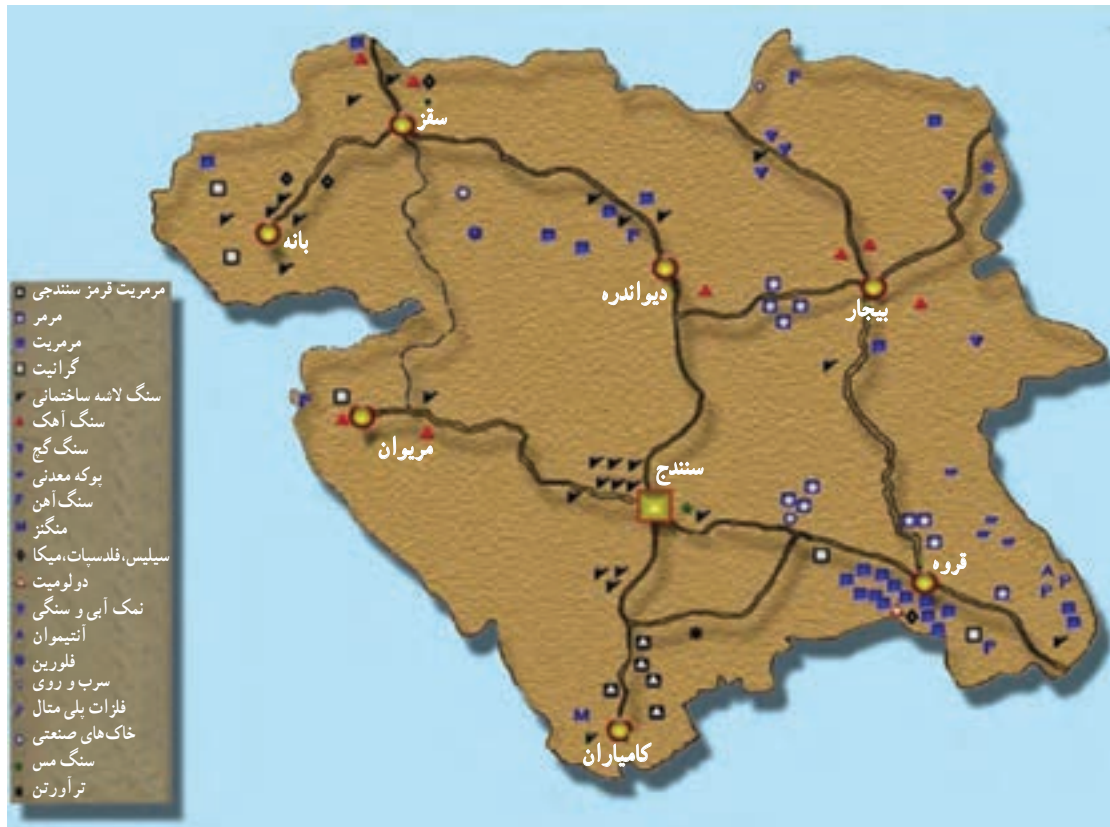 سقز
بانه
دیواندره
بیجار
مریوان
سنندج
قروه
کامیاران
مرمریت قرمز سنندجی
مرمر
مرمریت
گرانیت
سنگ لاشه ساختمانی
سنگ آهک
سنگ گچ
پوکه معدنی
سنگ آهن
منگنز
سیلیس،فلدسپات،میکا
دولومیت
نمک آبی و سنگی
آنتیموان
فلورین
سرب و روی
فلزات پلی متال
خاک‌های صنعتی
سنگ مس
تراورتن